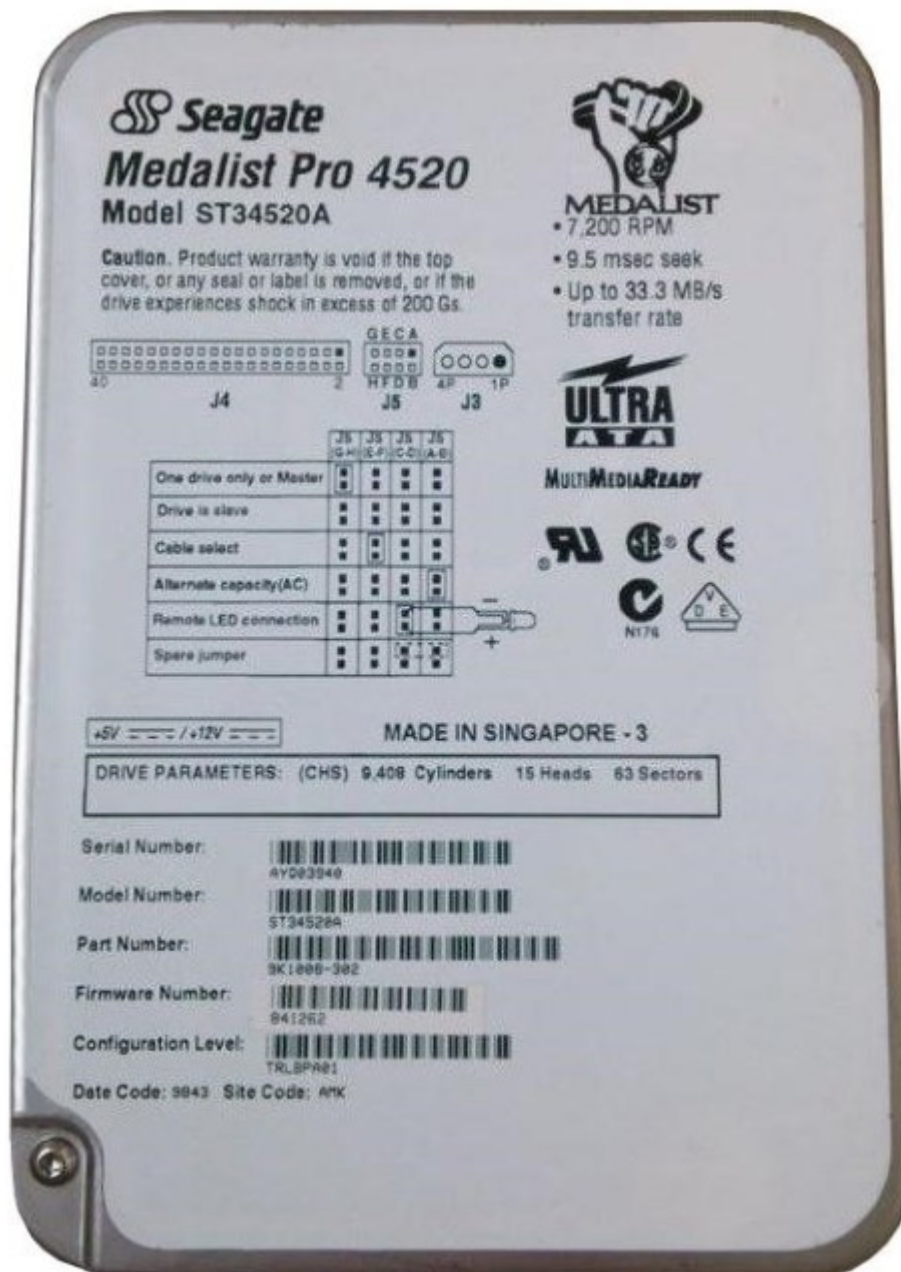 Seagate
Medalist Pro 4520
Model ST34520A
Caution. Product warranty is void if the top
cover, or any seal or label is removed, or if the
drive experiences shock in excess of 200 Gs.
MEDALIST
• 7,200 RPM
• 9.5 msec seek
• Up to 33.3 MB/s
transfer rate
G E C A
40 2 H F D B 4P 1P
J4 J5 J3
ULTRA
ATA
MULTIMEDIAREADY
J5 J5 J5 J5
(G-H) (E-F) (C-D) (A-B)
One drive only or Master
Drive is slave
Cable select
Alternate capacity(AC)
Remote LED connection
Spare jumper
- 
+
N176
V
D E
+5V / +12V
MADE IN SINGAPORE - 3
DRIVE PARAMETERS: (CHS) 9,408 Cylinders 15 Heads 63 Sectors
Serial Number:
AYD03940
Model Number:
ST34520A
Part Number:
9K1008-302
Firmware Number:
841262
Configuration Level:
TRLBPA01
Date Code: 9843 Site Code: AMK